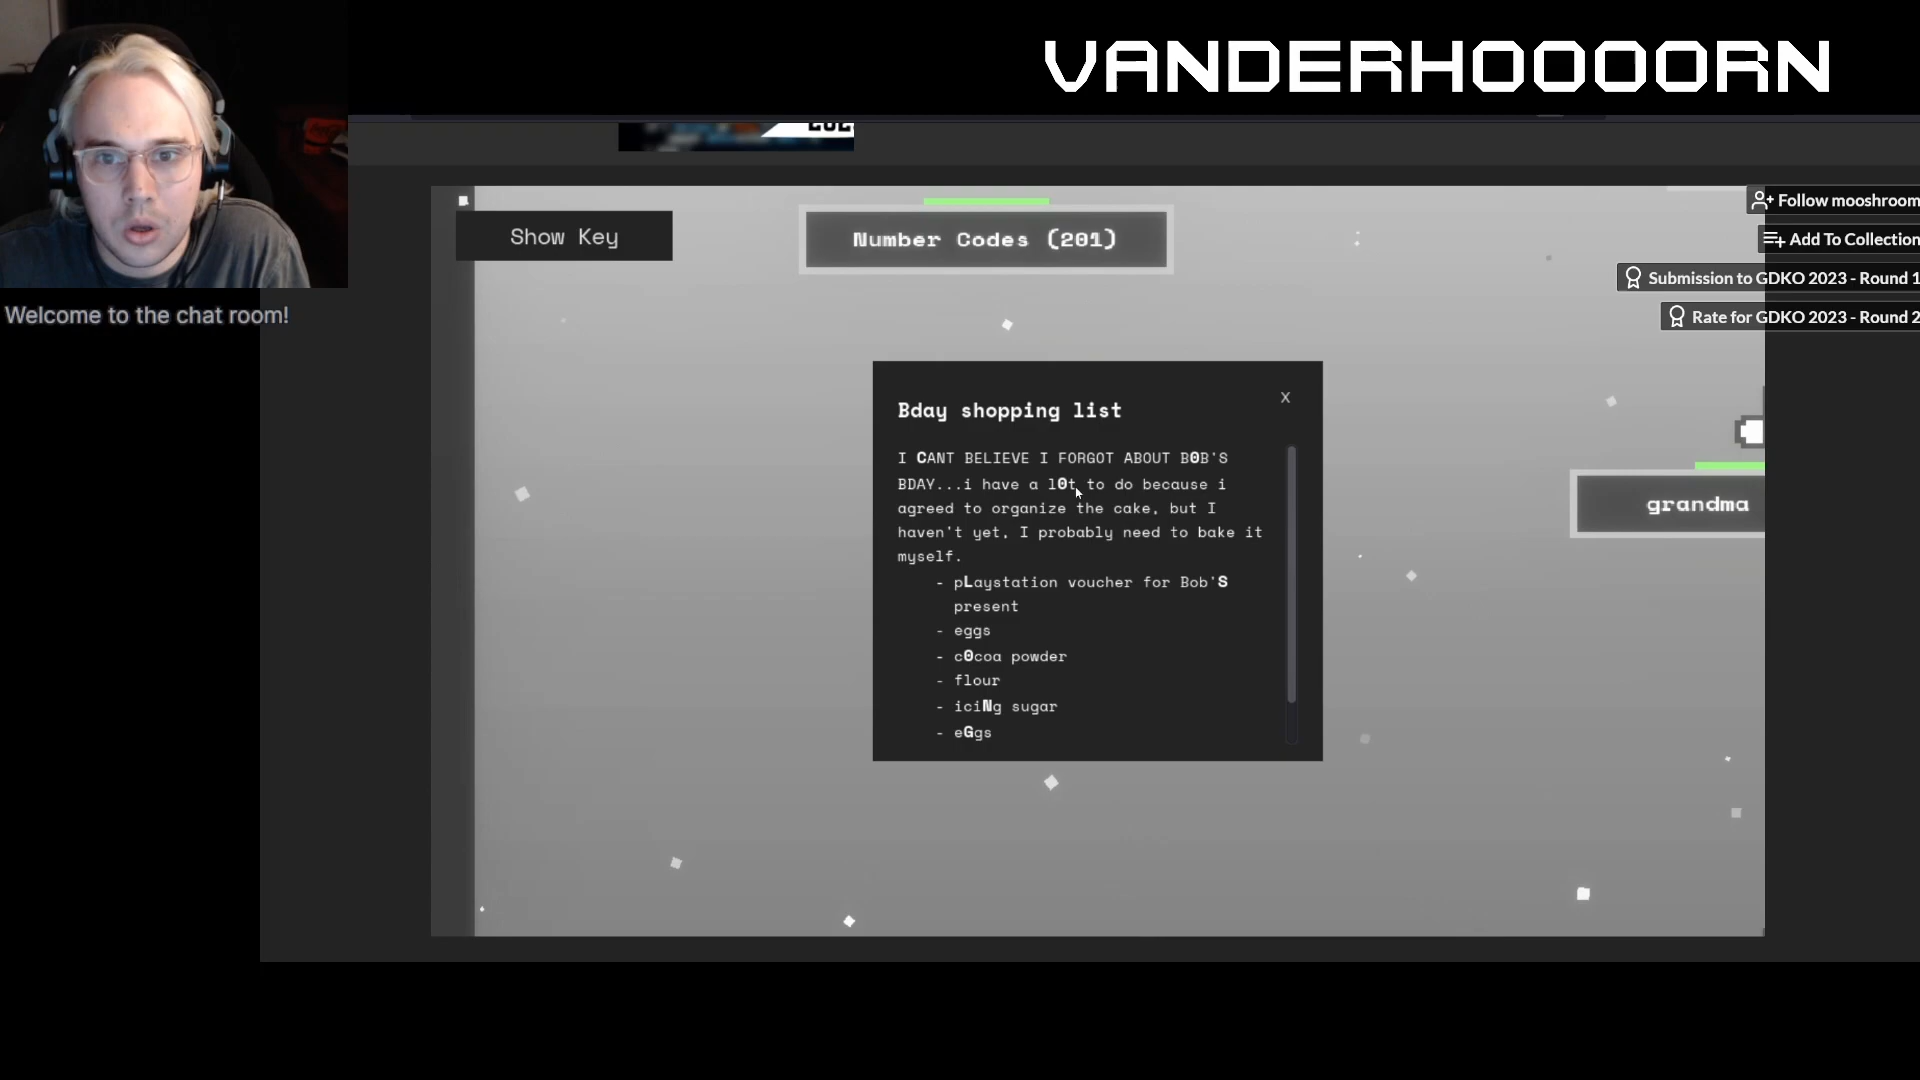 VANDERHOOOORN
Welcome to the chat room!
Show Key
Number Codes (201)
Follow mooshroom
Add To Collection
Submission to GDKO 2023 - Round 1
Rate for GDKO 2023 - Round 2
Bday shopping list
X
I CANT BELIEVE I FORGOT ABOUT B0B'S
BDAY...i have a l0t to do because i
agreed to organize the cake, but I
haven't yet, I probably need to bake it
myself.
- pLaystation voucher for Bob'S
present
- eggs
- c0coa powder
- flour
- iciNg sugar
- eGgs
grandma